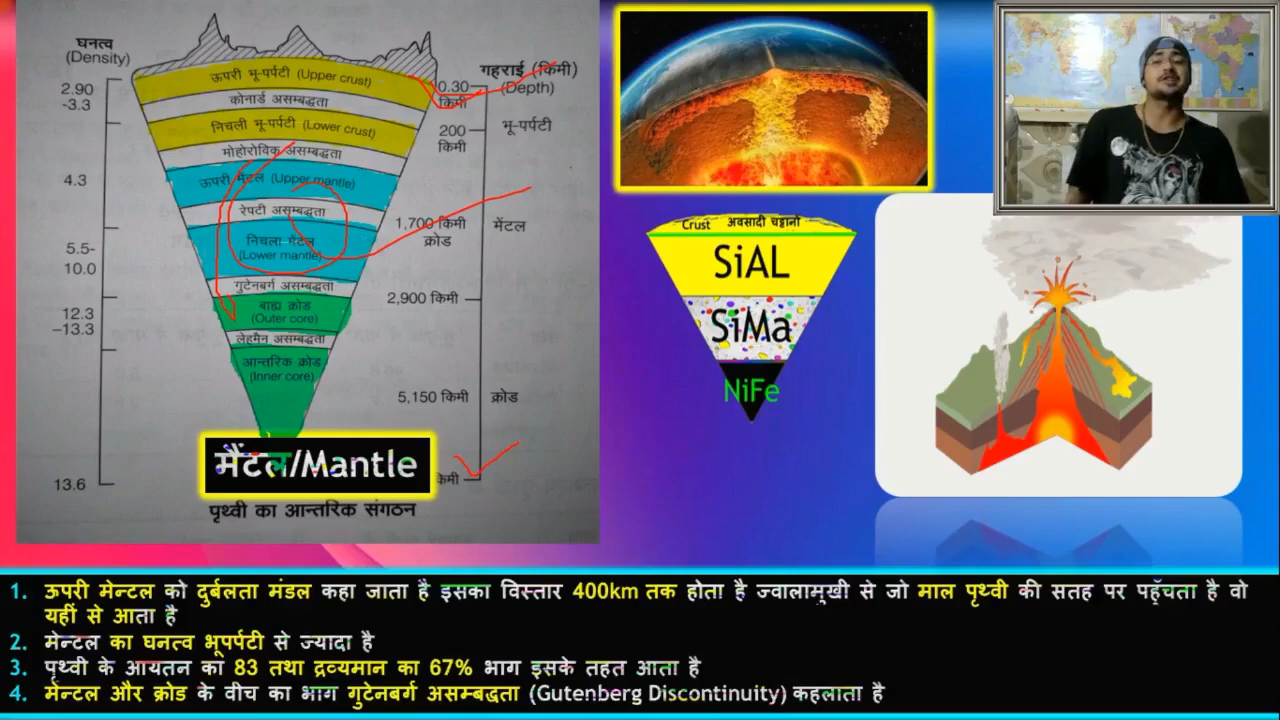 घनत्व
(Density)
2.90
-3.3
4.3
5.5-
10.0
12.3
–13.3
13.6
ऊपरी भू-पर्पटी (Upper crust)
कोनार्ड असम्बद्धता
निचली भू-पर्पटी (Lower crust)
मोहोरोविक असम्बद्धता
ऊपरी मेंटल (Upper mantle)
रेपटी असम्बद्धता
निचला मेंटल
(Lower mantle)
गुटेनबर्ग असम्बद्धता
बाह्य क्रोड
(Outer core)
लेहमैन असम्बद्धता
आन्तरिक क्रोड
(Inner core)
गहराई (किमी)
(Depth)
0.30
किमी
200
किमी
भू-पर्पटी
1,700 किमी
क्रोड
मेंटल
2,900 किमी
5,150 किमी
क्रोड
किमी
मैंटल/Mantle
पृथ्वी का आन्तरिक संगठन
Crust अवसादी चट्टानो
SiAL
SiMa
NiFe
1. ऊपरी मेन्टल को दुर्बलता मंडल कहा जाता है इसका विस्तार 400km तक होता है ज्वालामुखी से जो माल पृथ्वी की सतह पर पहुँचता है वो
यहीं से आता है
2. मेन्टल का घनत्व भूपर्पटी से ज्यादा है
3. पृथ्वी के आयतन का 83 तथा द्रव्यमान का 67% भाग इसके तहत आता है
4. मेन्टल और क्रोड के वीच का भाग गुटेनबर्ग असम्बद्धता (Gutenberg Discontinuity) कहलाता है